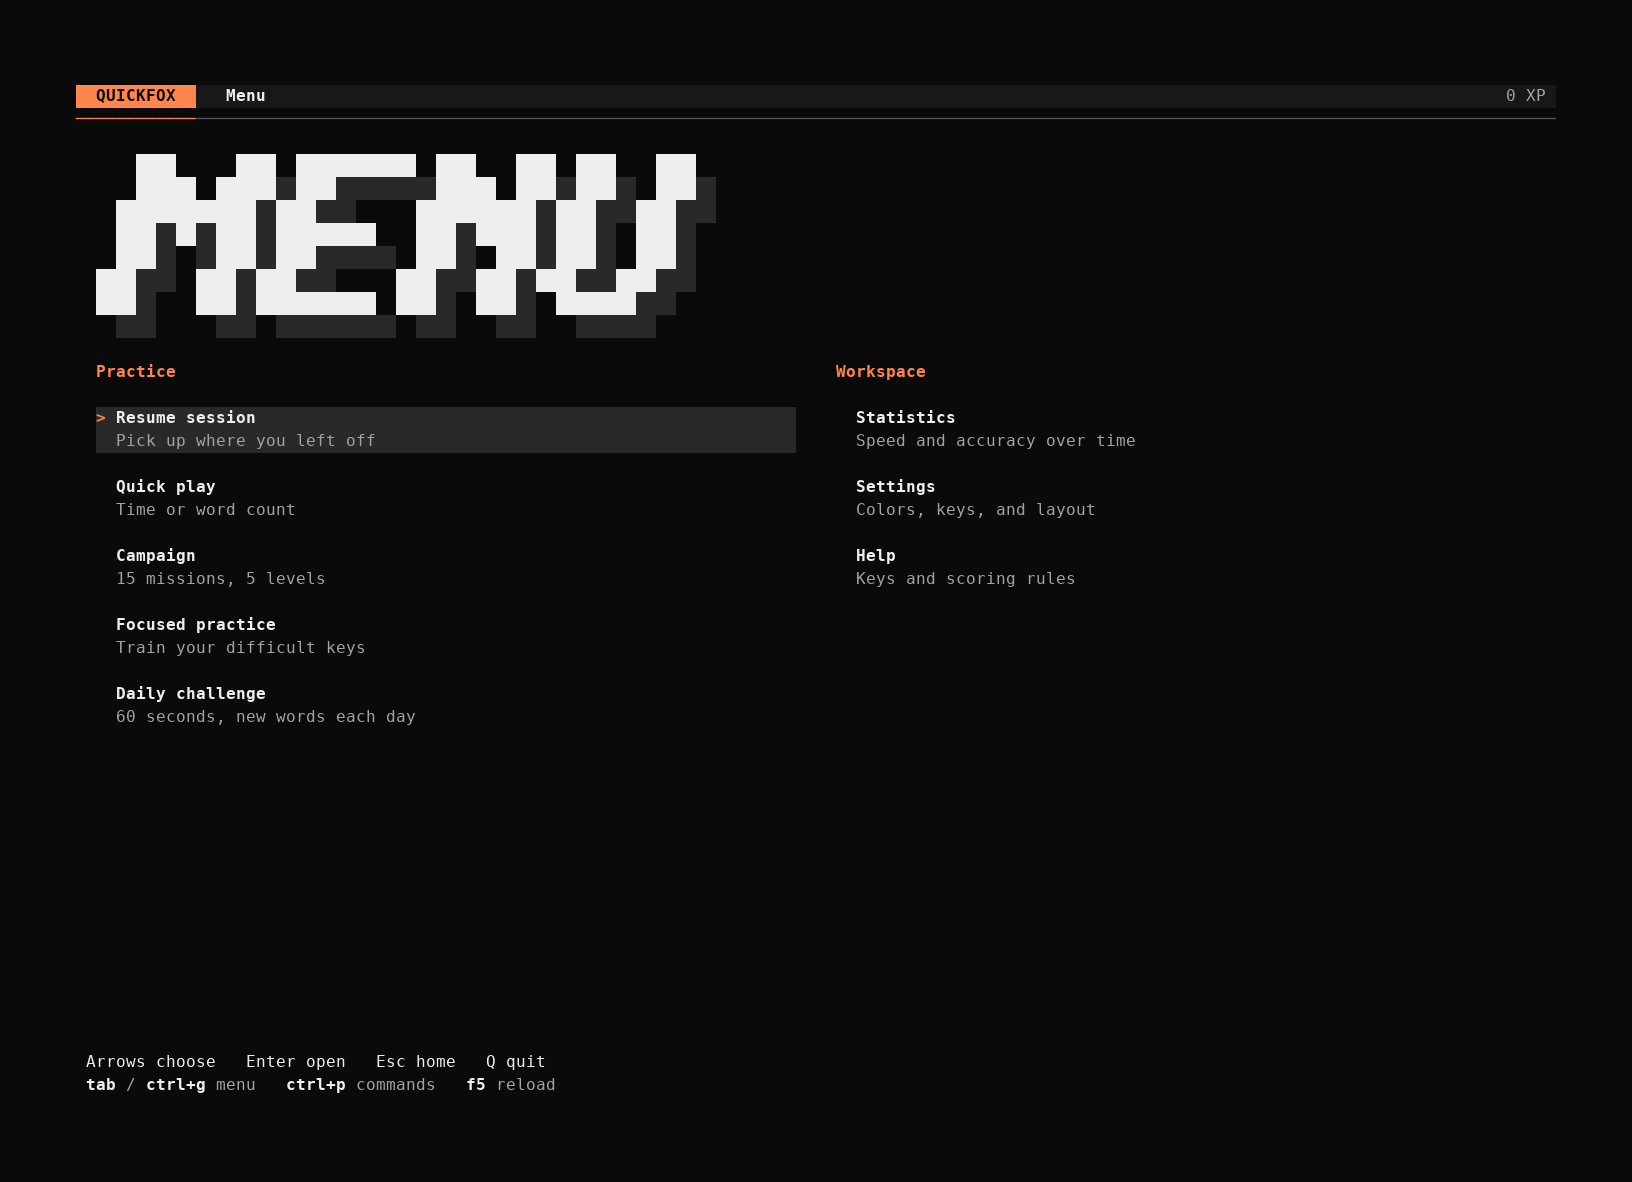 QUICKFOX Menu 0 XP
MENU
Practice
> Resume session
Pick up where you left off
Quick play
Time or word count
Campaign
15 missions, 5 levels
Focused practice
Train your difficult keys
Daily challenge
60 seconds, new words each day
Workspace
Statistics
Speed and accuracy over time
Settings
Colors, keys, and layout
Help
Keys and scoring rules
Arrows choose Enter open Esc home Q quit
tab / ctrl+g menu ctrl+p commands f5 reload